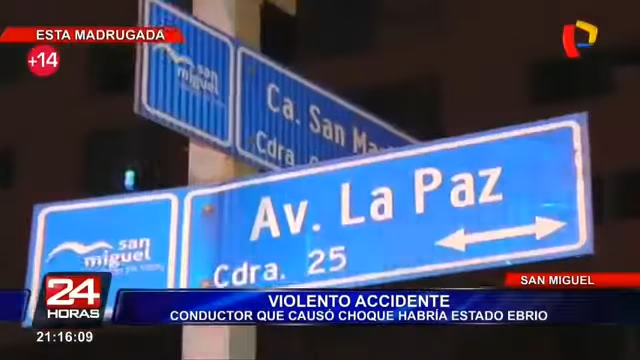 ESTA MADRUGADA
+14
san
miguel
Ca. San
Cdra
Av. La Paz
Cdra. 25
san
miguel
SAN MIGUEL
24
HORAS
VIOLENTO ACCIDENTE
CONDUCTOR QUE CAUSÓ CHOQUE HABRÍA ESTADO EBRIO
21:16:09